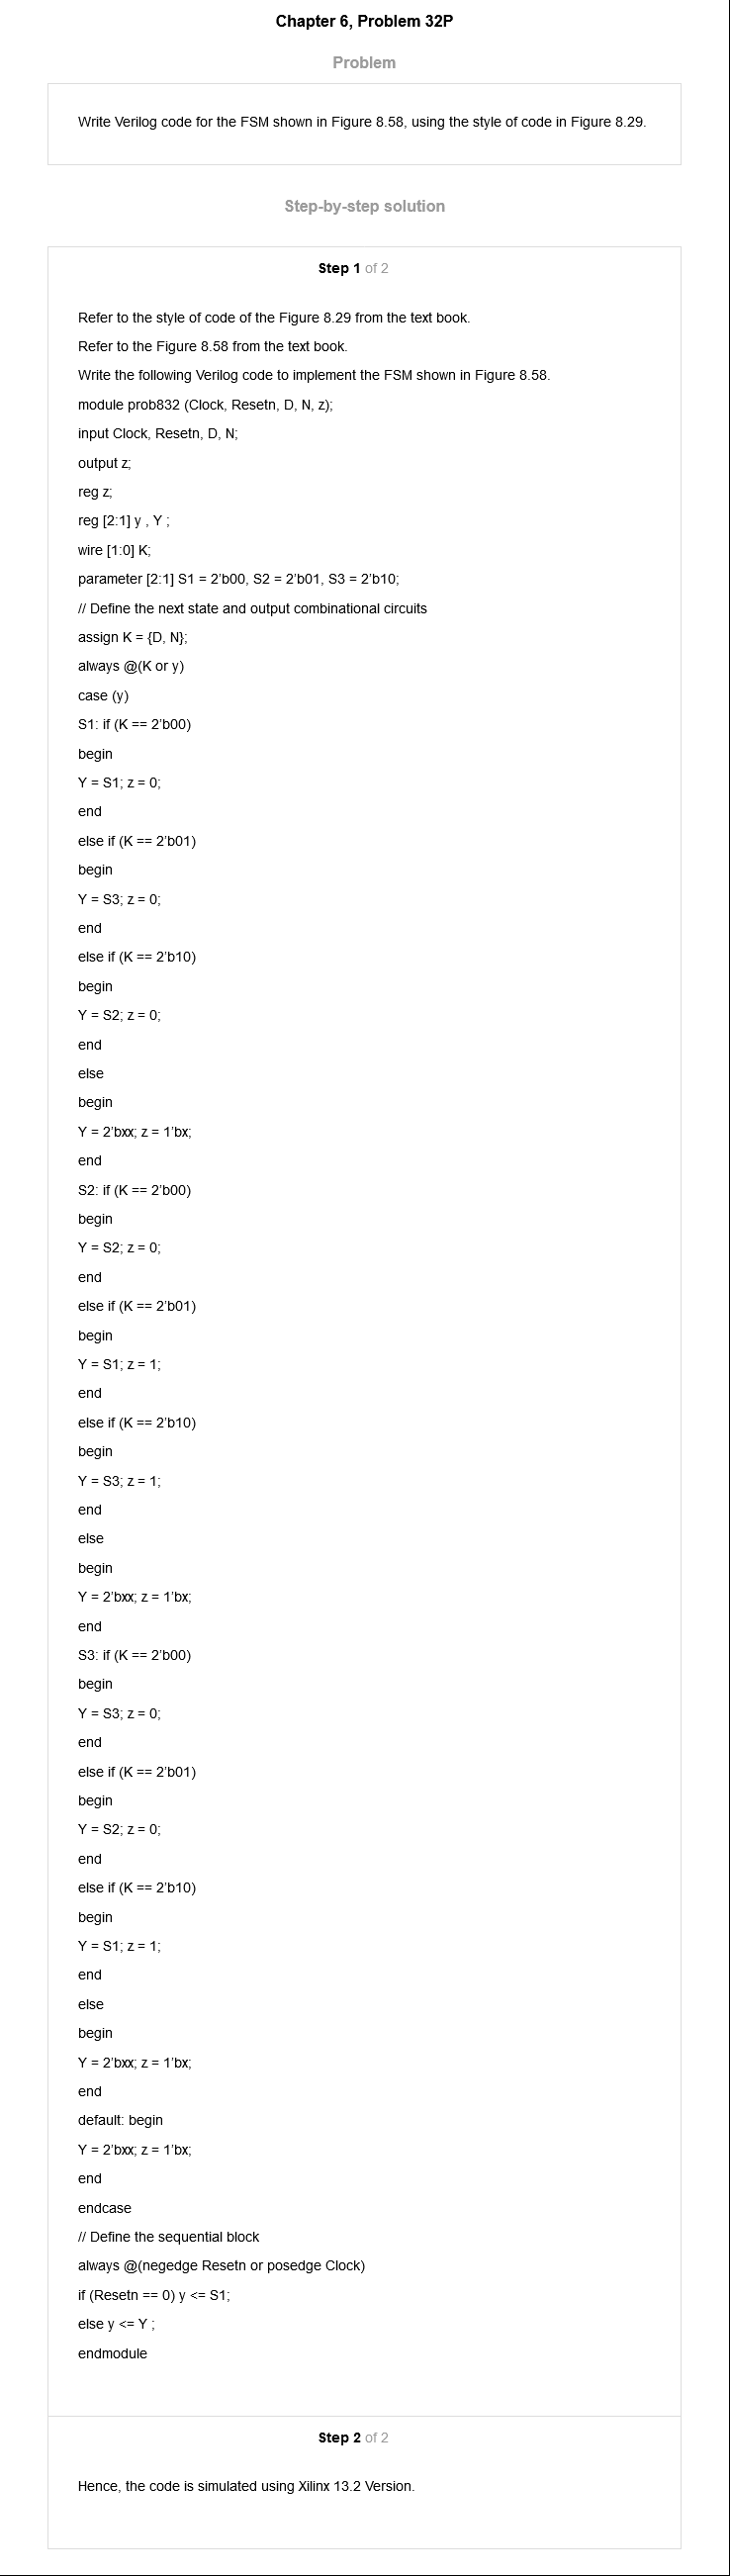 Chapter 6, Problem 32P
Problem
Write Verilog code for the FSM shown in Figure 8.58, using the style of code in Figure 8.29.
Step-by-step solution
Step 1 of 2
Refer to the style of code of the Figure 8.29 from the text book.
Refer to the Figure 8.58 from the text book.
Write the following Verilog code to implement the FSM shown in Figure 8.58.
module prob832 (Clock, Resetn, D, N, z);
input Clock, Resetn, D, N;
output z;
reg z;
reg [2:1] y , Y ;
wire [1:0] K;
parameter [2:1] S1 = 2’b00, S2 = 2’b01, S3 = 2’b10;
// Define the next state and output combinational circuits
assign K = {D, N};
always @(K or y)
case (y)
S1: if (K == 2’b00)
begin
Y = S1; z = 0;
end
else if (K == 2’b01)
begin
Y = S3; z = 0;
end
else if (K == 2’b10)
begin
Y = S2; z = 0;
end
else
begin
Y = 2’bxx; z = 1’bx;
end
S2: if (K == 2’b00)
begin
Y = S2; z = 0;
end
else if (K == 2’b01)
begin
Y = S1; z = 1;
end
else if (K == 2’b10)
begin
Y = S3; z = 1;
end
else
begin
Y = 2’bxx; z = 1’bx;
end
S3: if (K == 2’b00)
begin
Y = S3; z = 0;
end
else if (K == 2’b01)
begin
Y = S2; z = 0;
end
else if (K == 2’b10)
begin
Y = S1; z = 1;
end
else
begin
Y = 2’bxx; z = 1’bx;
end
default: begin
Y = 2’bxx; z = 1’bx;
end
endcase
// Define the sequential block
always @(negedge Resetn or posedge Clock)
if (Resetn == 0) y <= S1;
else y <= Y ;
endmodule
Step 2 of 2
Hence, the code is simulated using Xilinx 13.2 Version.